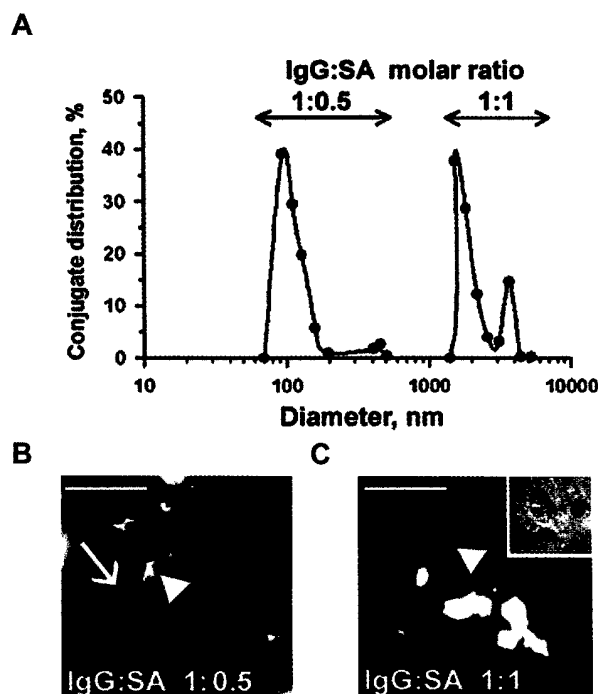 A
IgG:SA molar ratio
1:0.5 1:1
50
40
30
20
10
0
Conjugate distribution, %
10 100 1000 10000
Diameter, nm
B C
IgG:SA 1:0.5 IgG:SA 1:1